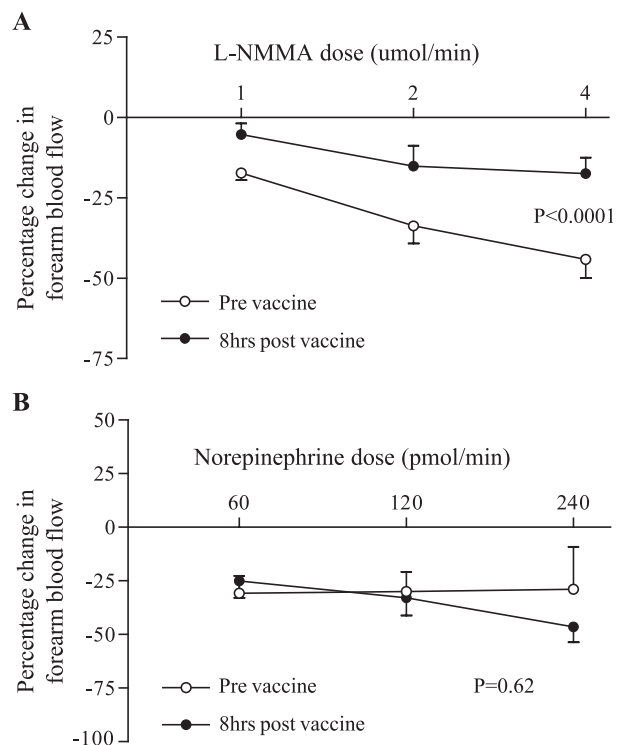 A
25
L-NMMA dose (umol/min)
1 2 4
0
-25
P<0.0001
-50
Pre vaccine
8hrs post vaccine
-75
Percentage change in
forearm blood flow
B
50
25
Norepinephrine dose (pmol/min)
60 120 240
0
-25
-50
-75
Pre vaccine P=0.62
8hrs post vaccine
-100
Percentage change in
forearm blood flow